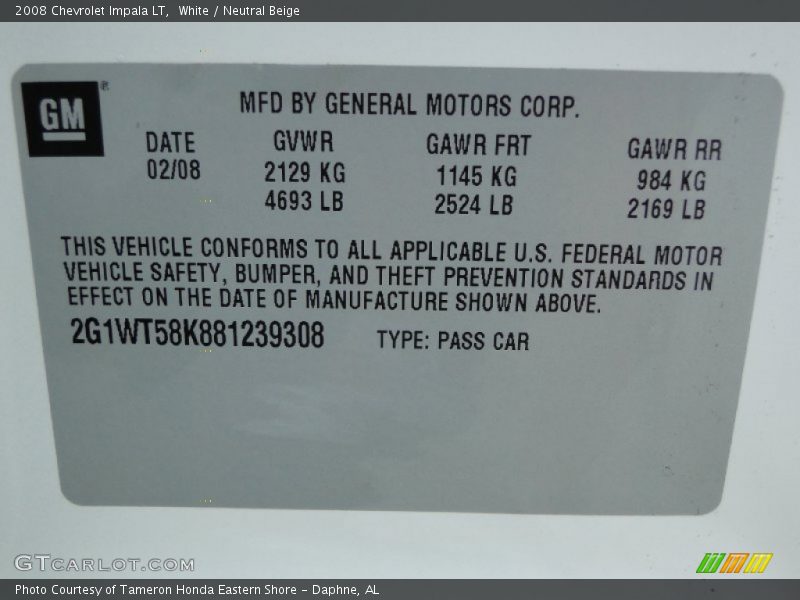 2008 Chevrolet Impala LT,  White / Neutral Beige
GM ®
MFD BY GENERAL MOTORS CORP.
DATE GVWR GAWR FRT GAWR RR
02/08 2129 KG 1145 KG 984 KG
4693 LB 2524 LB 2169 LB
THIS VEHICLE CONFORMS TO ALL APPLICABLE U.S. FEDERAL MOTOR
VEHICLE SAFETY, BUMPER, AND THEFT PREVENTION STANDARDS IN
EFFECT ON THE DATE OF MANUFACTURE SHOWN ABOVE.
2G1WT58K881239308 TYPE: PASS CAR
GTCARLOT.COM
Photo Courtesy of Tameron Honda Eastern Shore - Daphne, AL